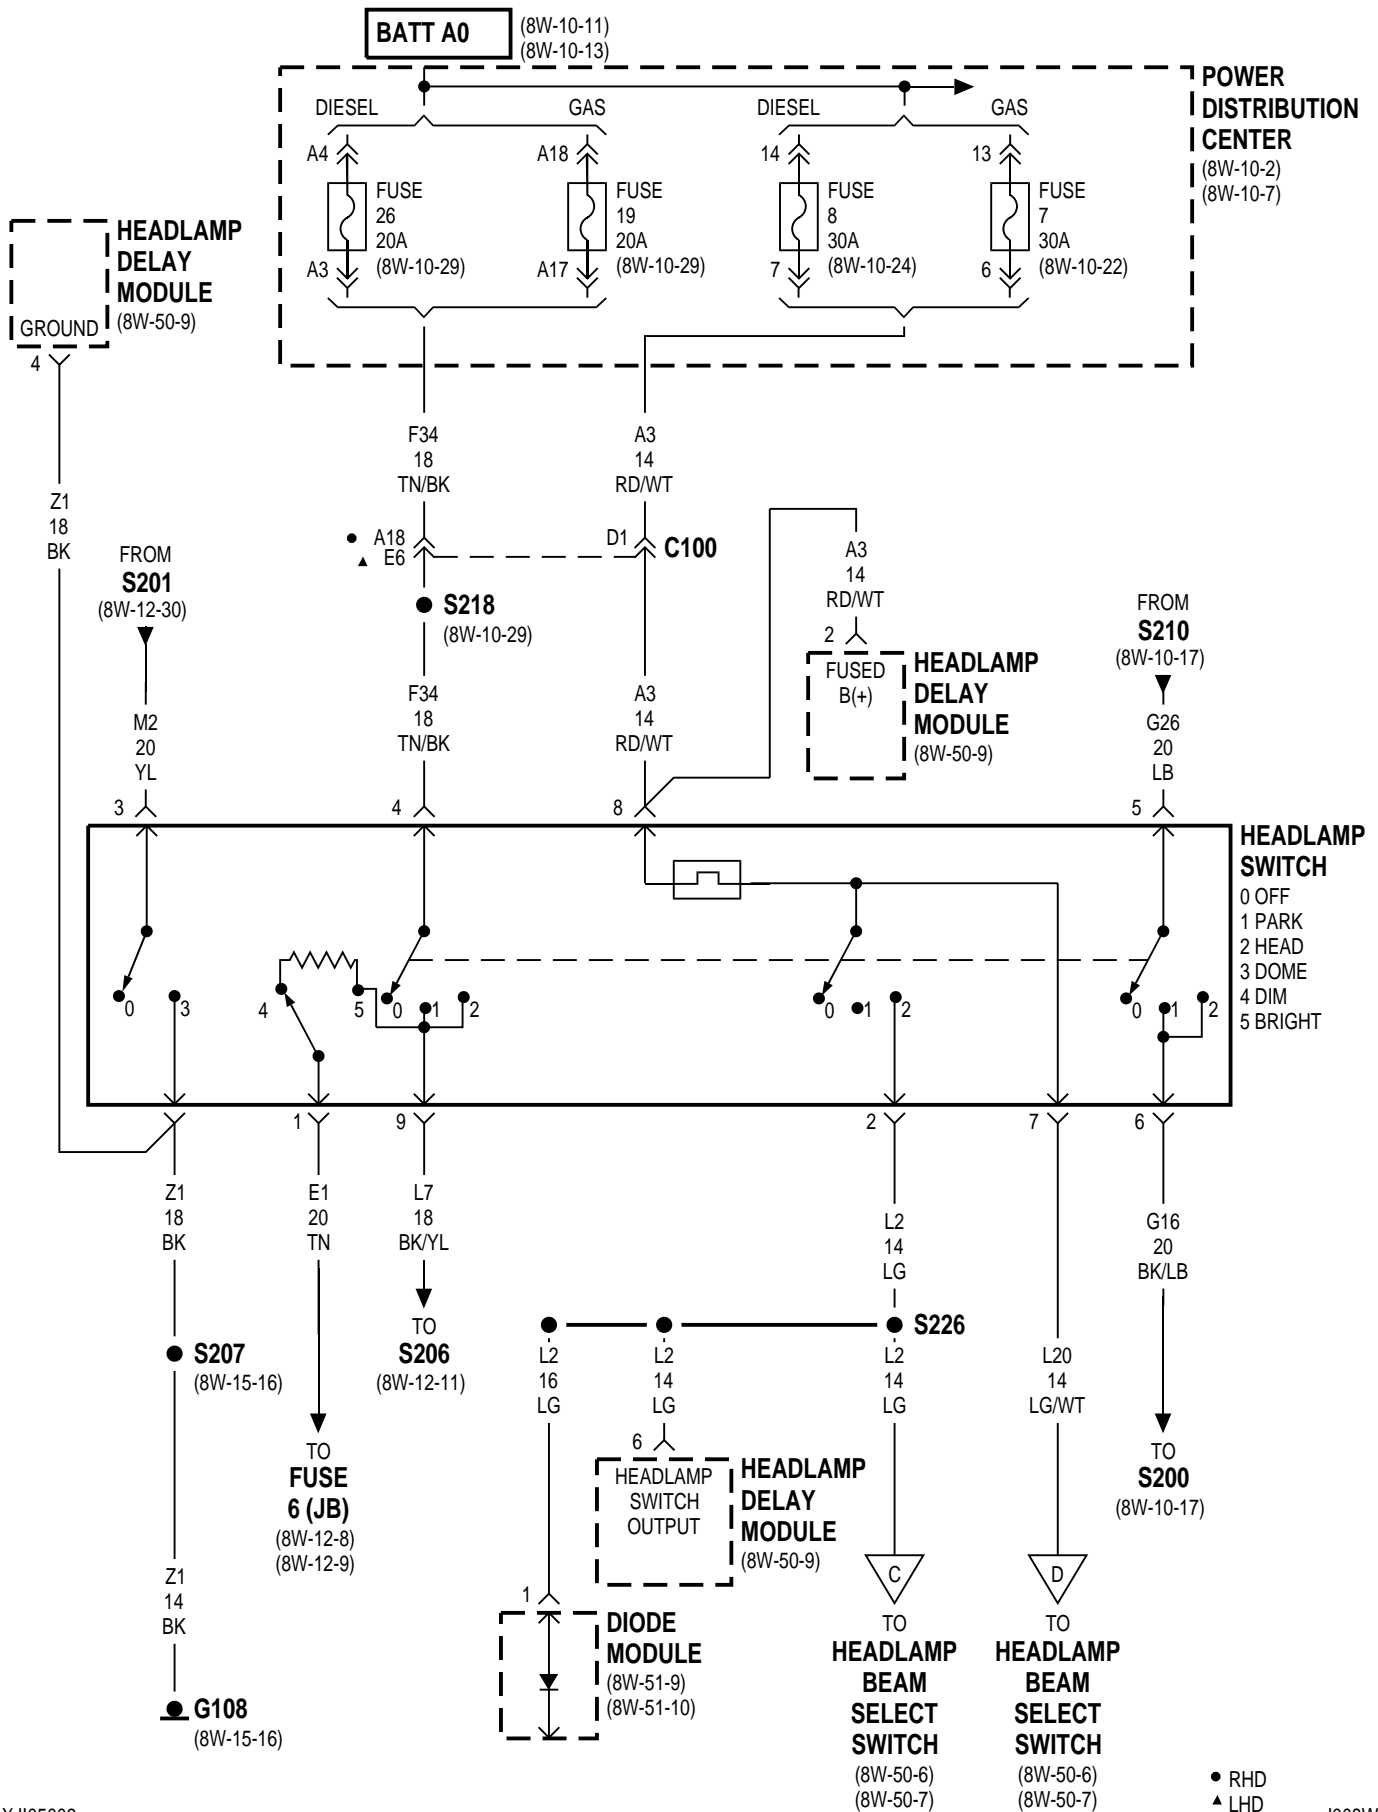 BATT A0
(8W-10-11)
(8W-10-13)
POWER
DISTRIBUTION
CENTER
(8W-10-2)
(8W-10-7)
DIESEL
GAS
DIESEL
GAS
A4
A18
14
13
FUSE
26
20A
(8W-10-29)
FUSE
19
20A
(8W-10-29)
FUSE
8
30A
(8W-10-24)
FUSE
7
30A
(8W-10-22)
A3
A17
7
6
HEADLAMP
DELAY
MODULE
(8W-50-9)
GROUND
4
Z1
18
BK
F34
18
TN/BK
A3
14
RD/WT
A18
E6
D1
C100
S218
(8W-10-29)
FROM
S201
(8W-12-30)
M2
20
YL
3
F34
18
TN/BK
4
A3
14
RD/WT
8
A3
14
RD/WT
2
FUSED
B(+)
HEADLAMP
DELAY
MODULE
(8W-50-9)
FROM
S210
(8W-10-17)
G26
20
LB
5
HEADLAMP
SWITCH
0 OFF
1 PARK
2 HEAD
3 DOME
4 DIM
5 BRIGHT
0
3
4
5
0
1
2
0
1
2
0
1
2
1
9
2
7
6
Z1
18
BK
E1
20
TN
L7
18
BK/YL
L2
14
LG
G16
20
BK/LB
S207
(8W-15-16)
TO
S206
(8W-12-11)
S226
L2
16
LG
L2
14
LG
L2
14
LG
L20
14
LG/WT
TO
FUSE
6 (JB)
(8W-12-8)
(8W-12-9)
6
HEADLAMP
SWITCH
OUTPUT
HEADLAMP
DELAY
MODULE
(8W-50-9)
TO
S200
(8W-10-17)
Z1
14
BK
G108
(8W-15-16)
1
DIODE
MODULE
(8W-51-9)
(8W-51-10)
C
TO
HEADLAMP
BEAM
SELECT
SWITCH
(8W-50-6)
(8W-50-7)
D
TO
HEADLAMP
BEAM
SELECT
SWITCH
(8W-50-6)
(8W-50-7)
RHD
LHD